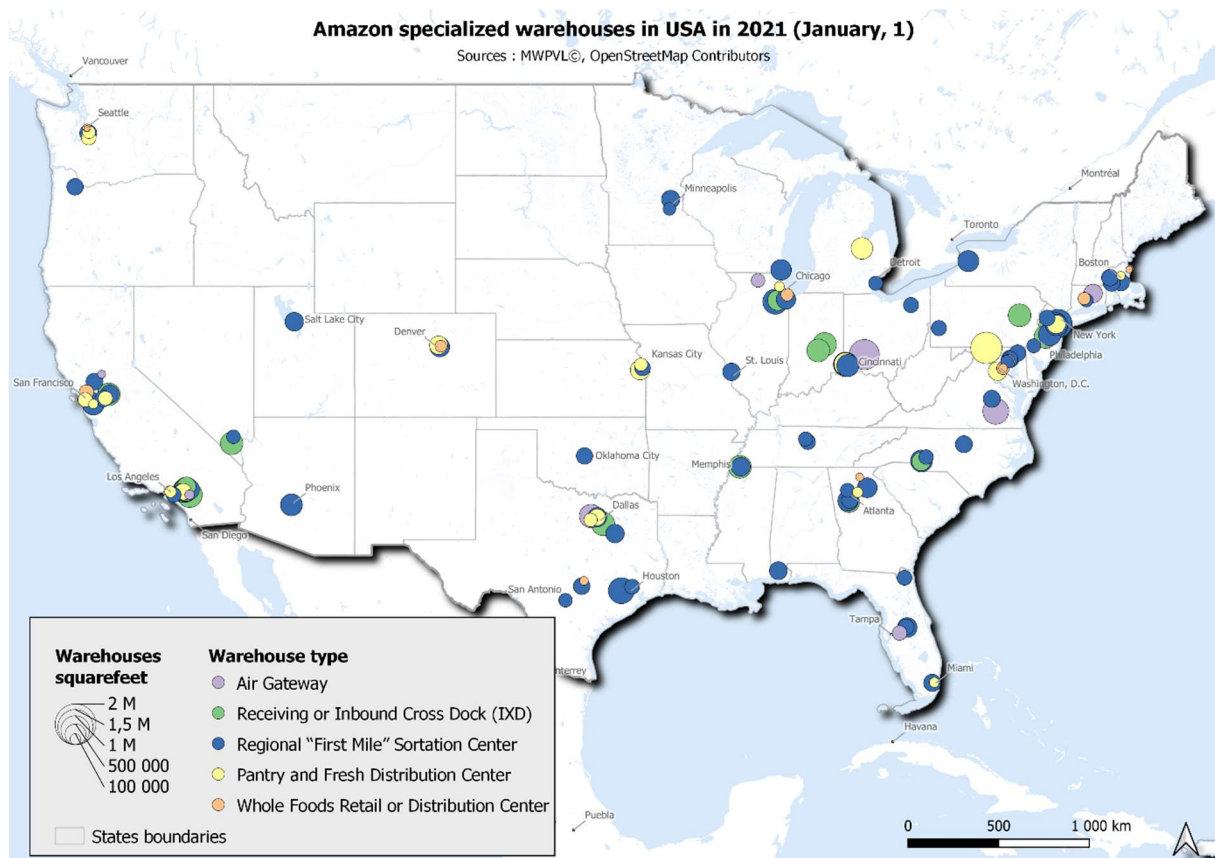 Amazon specialized warehouses in USA in 2021 (January, 1)
Sources : MWPVL©, OpenStreetMap Contributors
Vancouver
Seattle
Minneapolis
Montréal
Toronto
Boston
Detroit
Chicago
Salt Lake City
Denver
New York
Kansas City
St. Louis
Cincinnati
Philadelphia
San Francisco
Washington, D.C.
Oklahoma City
Memphis
Los Angeles
Phoenix
Dallas
Atlanta
San Diego
San Antonio
Houston
Tampa
Miami
nterrey
Havana
Puebla
Warehouses
squarefeet
2 M
1,5 M
1 M
500 000
100 000
Warehouse type
Air Gateway
Receiving or Inbound Cross Dock (IXD)
Regional “First Mile” Sortation Center
Pantry and Fresh Distribution Center
Whole Foods Retail or Distribution Center
States boundaries
0 500 1 000 km